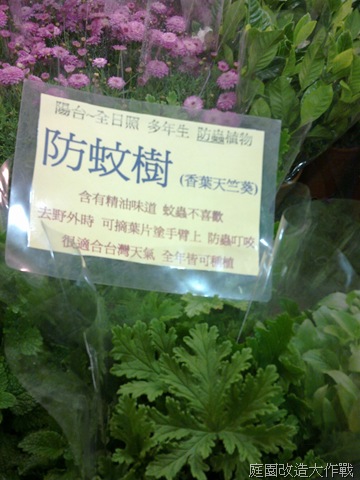 陽台~全日照 多年生 防蟲植物
防蚊樹 (香葉天竺葵)
含有精油味道 蚊蟲不喜歡
去野外時 可摘葉片塗手臂上 防蟲叮咬
很適合台灣天氣 全年皆可種植
庭園改造大作戰